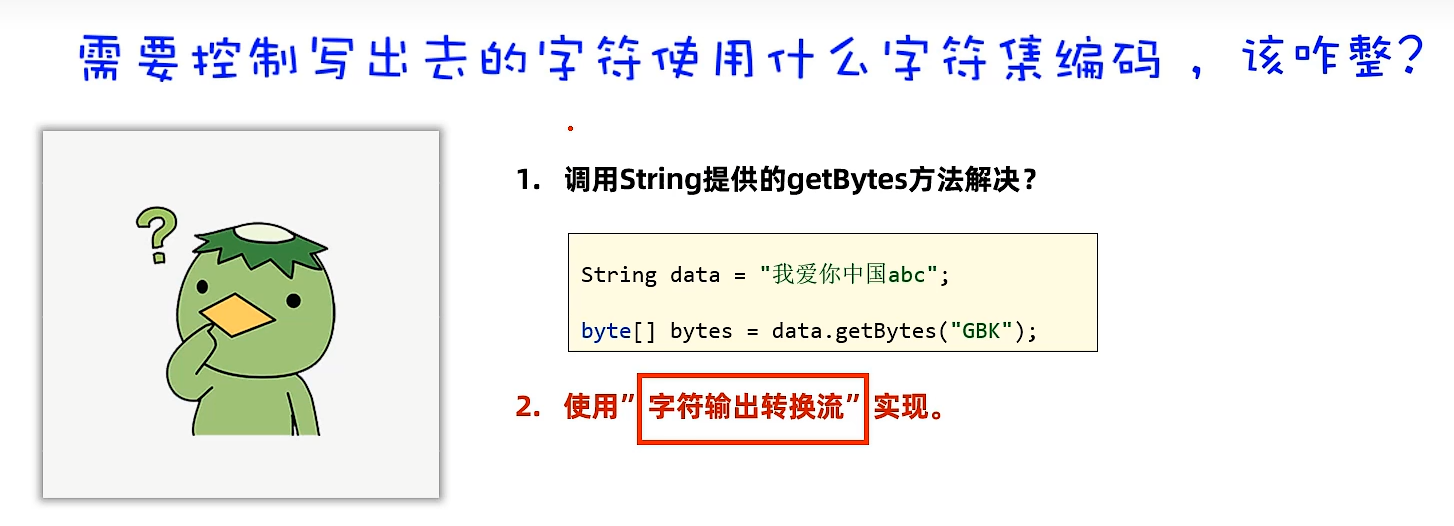 需要控制写出去的字符使用什么字符集编码，该咋整？
?
1. 调用String提供的getBytes方法解决？
String data = "我爱你中国abc";
byte[] bytes = data.getBytes("GBK");
2. 使用”字符输出转换流”实现。